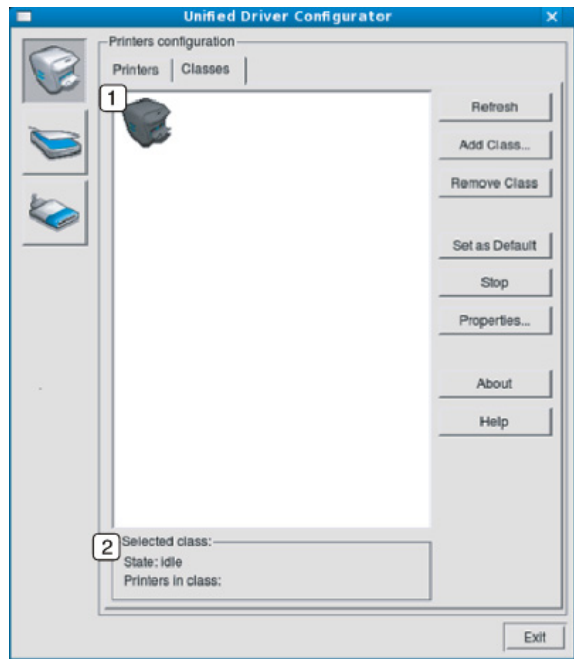 Unified Driver Configurator
Printers configuration
Printers Classes
1
Refresh
Add Class...
Remove Class
Set as Default
Stop
Properties...
About
Help
2
Selected class:
State: idle
Printers in class:
Exit